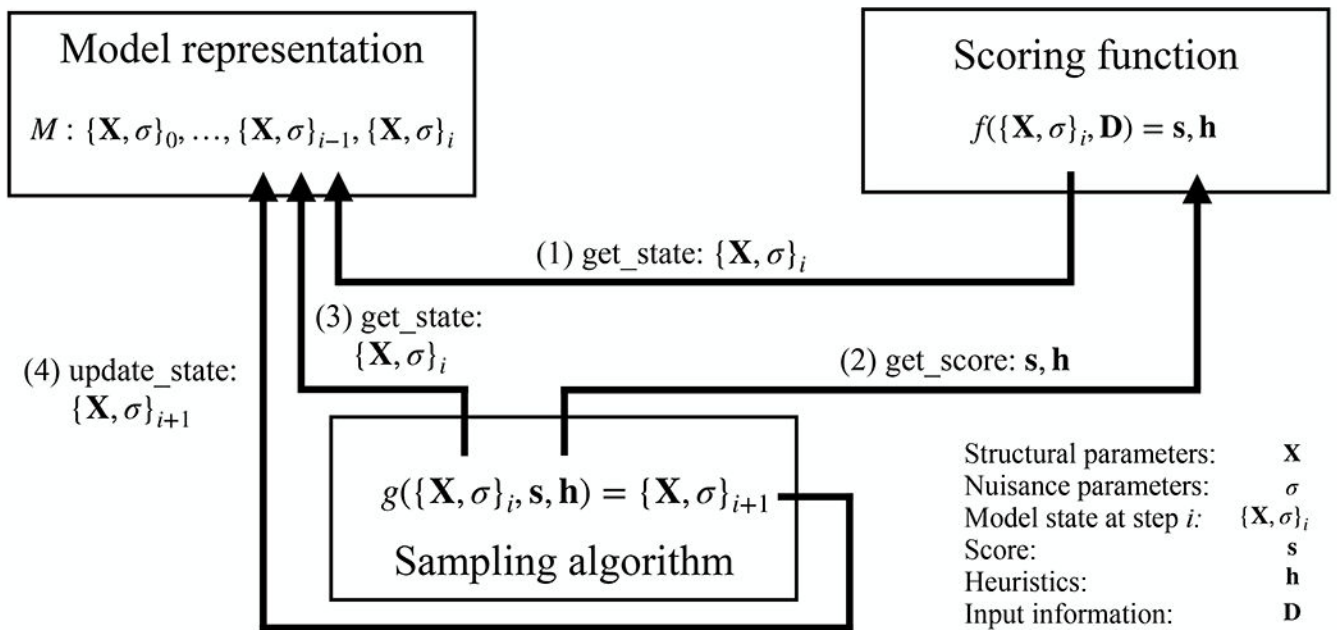 Model representation
M : {X, σ}₀, …, {X, σ}ᵢ₋₁, {X, σ}ᵢ
Scoring function
f({X, σ}ᵢ, D) = s, h
(1) get_state: {X, σ}ᵢ
(3) get_state:
{X, σ}ᵢ
(2) get_score: s, h
(4) update_state:
{X, σ}ᵢ₊₁
g({X, σ}ᵢ, s, h) = {X, σ}ᵢ₊₁
Sampling algorithm
Structural parameters: X
Nuisance parameters: σ
Model state at step i: {X, σ}ᵢ
Score: s
Heuristics: h
Input information: D